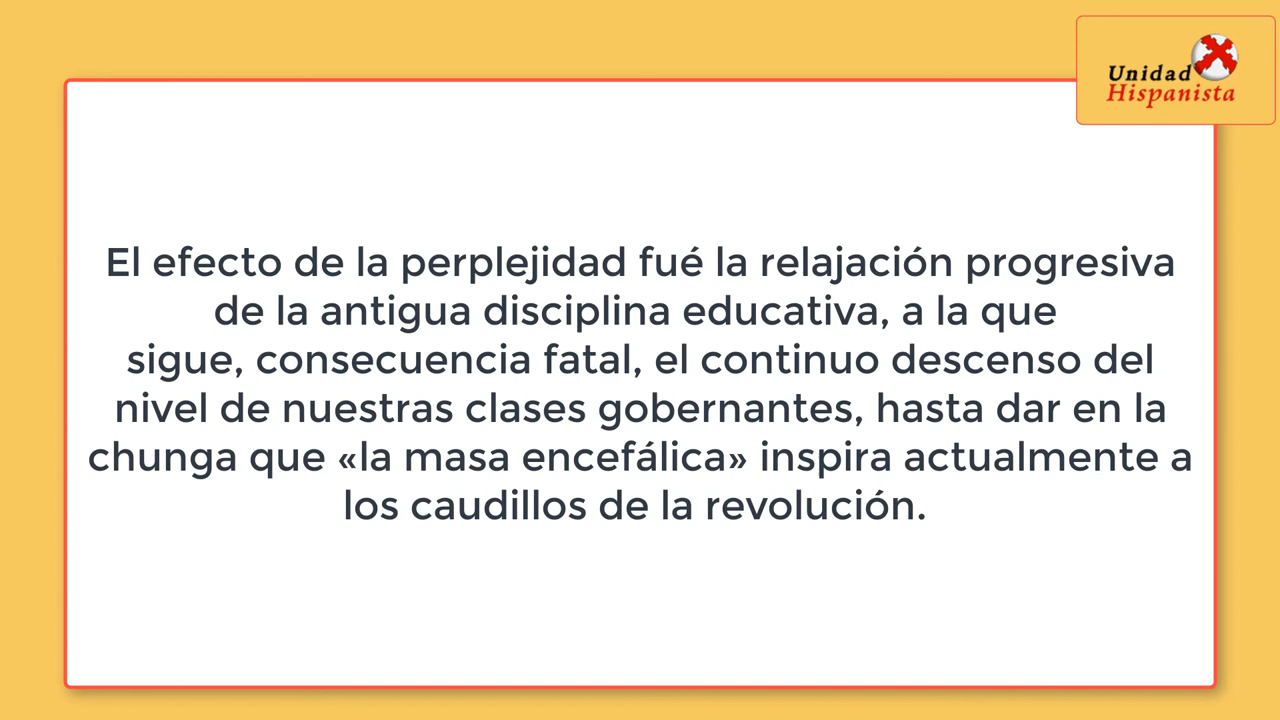 Unidad
Hispanista
El efecto de la perplejidad fué la relajación progresiva
de la antigua disciplina educativa, a la que
sigue, consecuencia fatal, el continuo descenso del
nivel de nuestras clases gobernantes, hasta dar en la
chunga que «la masa encefálica» inspira actualmente a
los caudillos de la revolución.